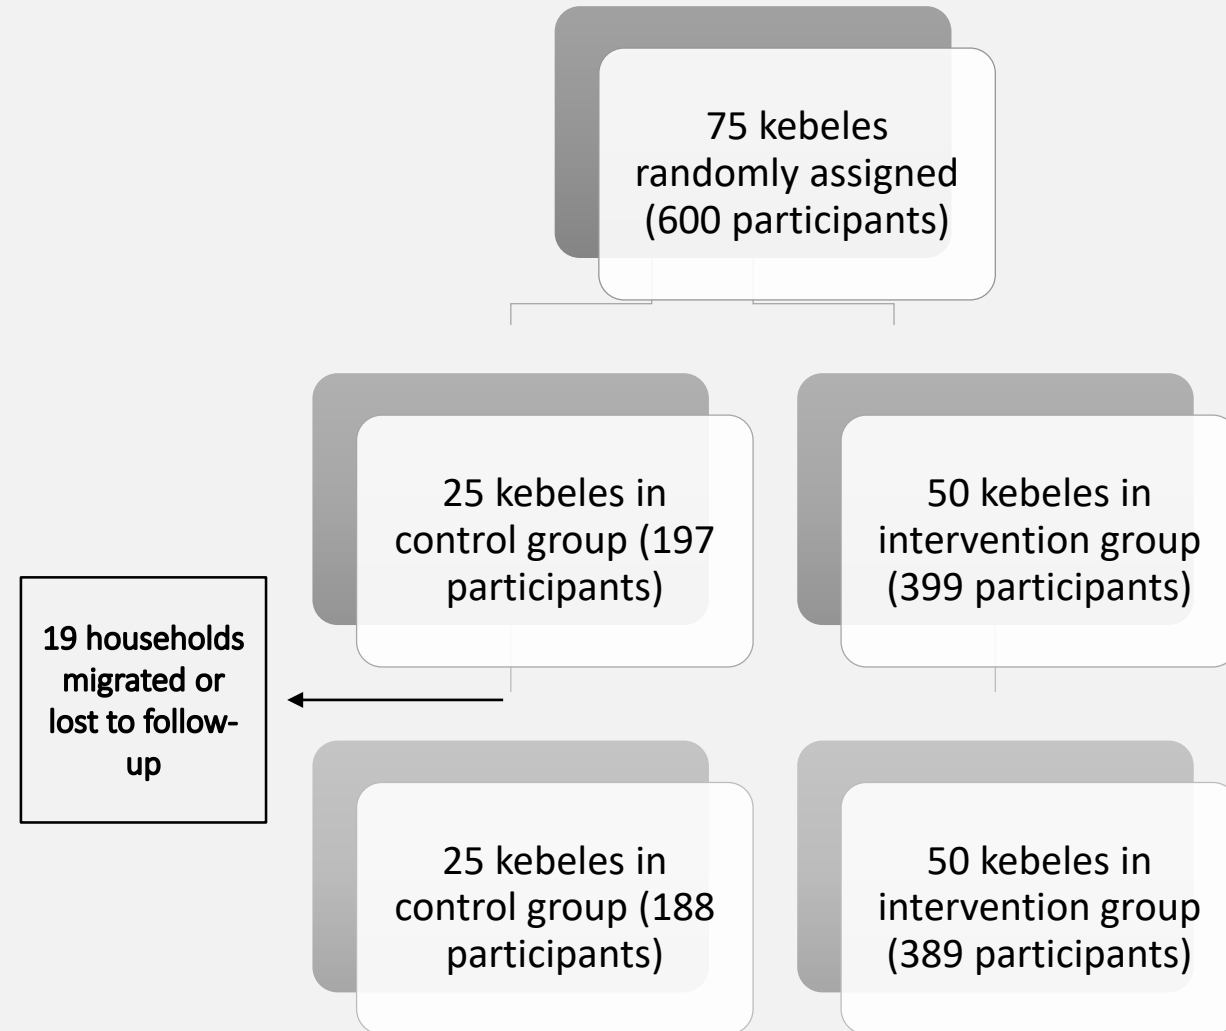 75 kebeles
randomly assigned
(600 participants)
25 kebeles in
control group (197
participants)
50 kebeles in
intervention group
(399 participants)
19 households
migrated or
lost to follow-
up
25 kebeles in
control group (188
participants)
50 kebeles in
intervention group
(389 participants)